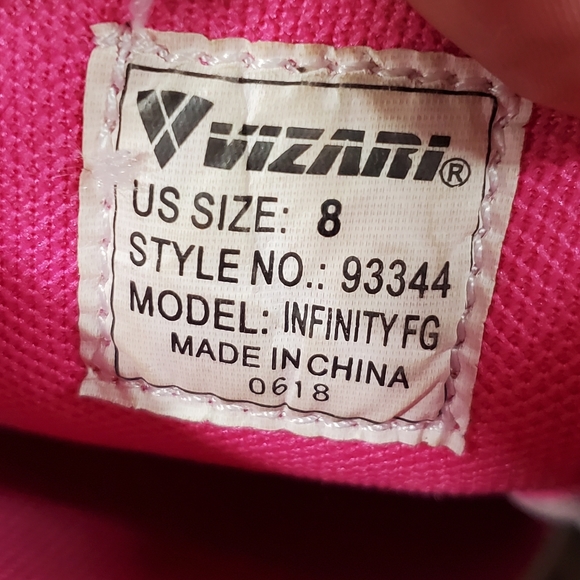 VIZARI®
US SIZE: 8
STYLE NO.: 93344
MODEL: INFINITY FG
MADE IN CHINA
0618